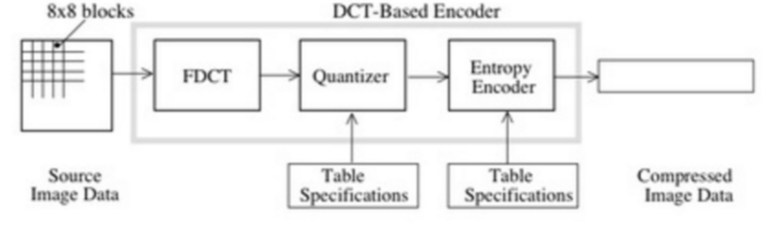 8x8 blocks
DCT-Based Encoder
FDCT
Quantizer
Entropy
Encoder
Table
Specifications
Table
Specifications
Source
Image Data
Compressed
Image Data